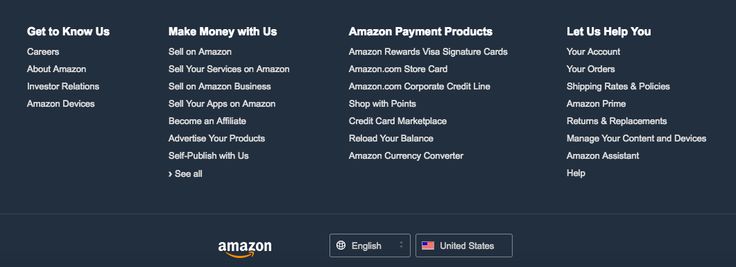 Get to Know Us
Careers
About Amazon
Investor Relations
Amazon Devices
Make Money with Us
Sell on Amazon
Sell Your Services on Amazon
Sell on Amazon Business
Sell Your Apps on Amazon
Become an Affiliate
Advertise Your Products
Self-Publish with Us
› See all
Amazon Payment Products
Amazon Rewards Visa Signature Cards
Amazon.com Store Card
Amazon.com Corporate Credit Line
Shop with Points
Credit Card Marketplace
Reload Your Balance
Amazon Currency Converter
Let Us Help You
Your Account
Your Orders
Shipping Rates & Policies
Amazon Prime
Returns & Replacements
Manage Your Content and Devices
Amazon Assistant
Help
amazon
English
United States